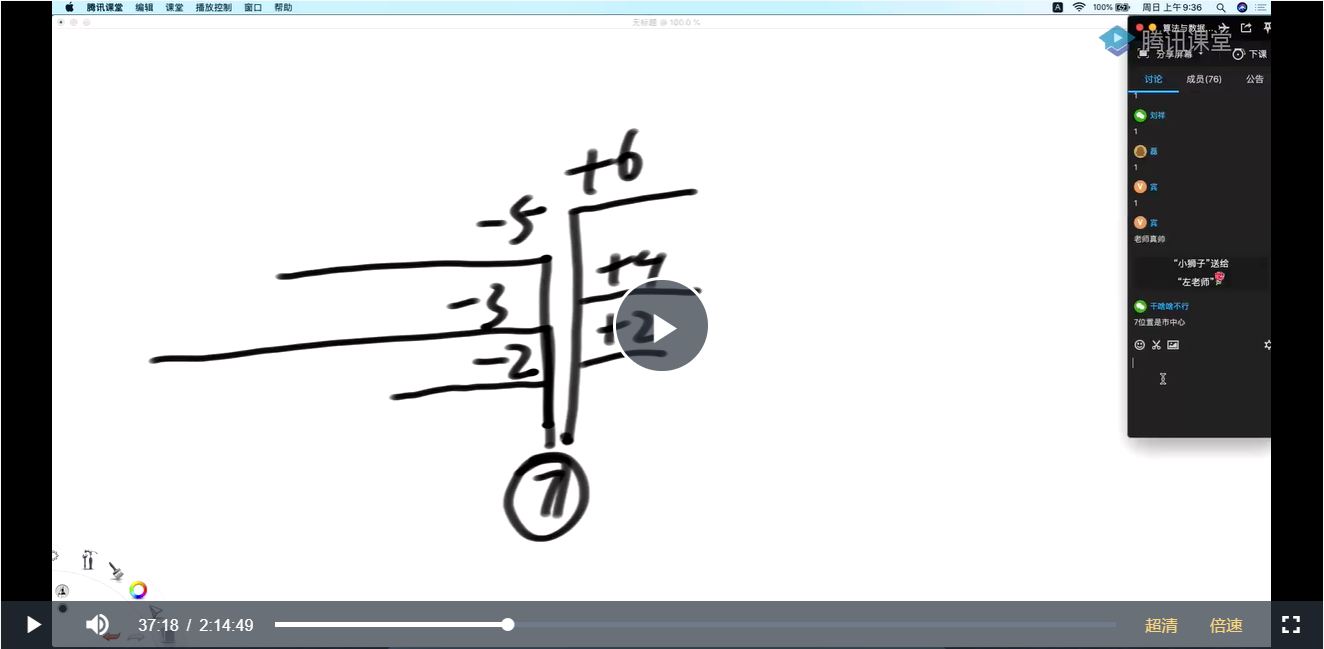 腾讯课堂 编辑 课堂 播放控制 窗口 帮助
A 100% 周日 上午9:36
无标题 @ 100.0 %
算法与数据...
腾讯课堂
分享屏幕 下课
讨论 成员(76) 公告
1
刘祥
1
磊
1
V 宾
1
V 宾
老师真帅
“小狮子”送给
“左老师”
干啥啥不行
7位置是市中心
+6
-5
+4
-3
+2
-2
7
37:18 / 2:14:49
超清 倍速